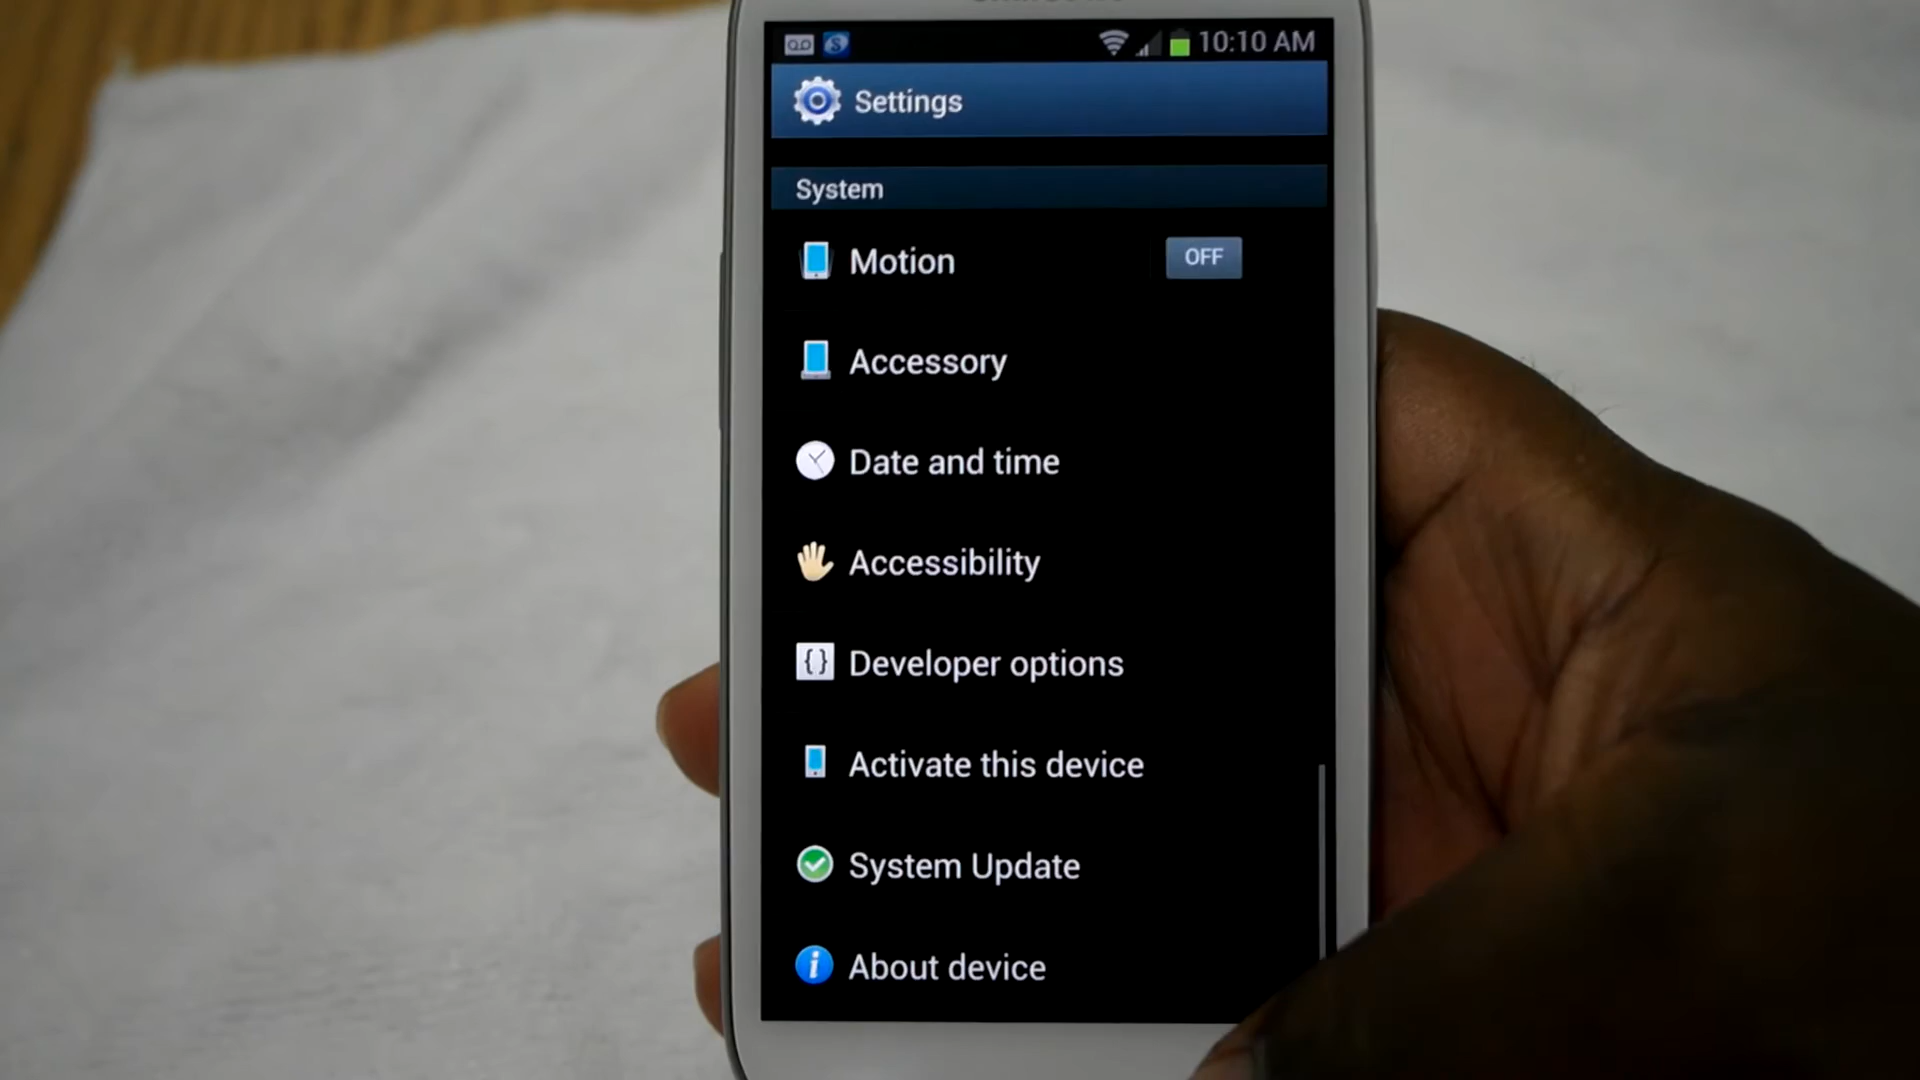 10:10 AM
Settings
System
Motion OFF
Accessory
Date and time
Accessibility
{} Developer options
Activate this device
System Update
i About device